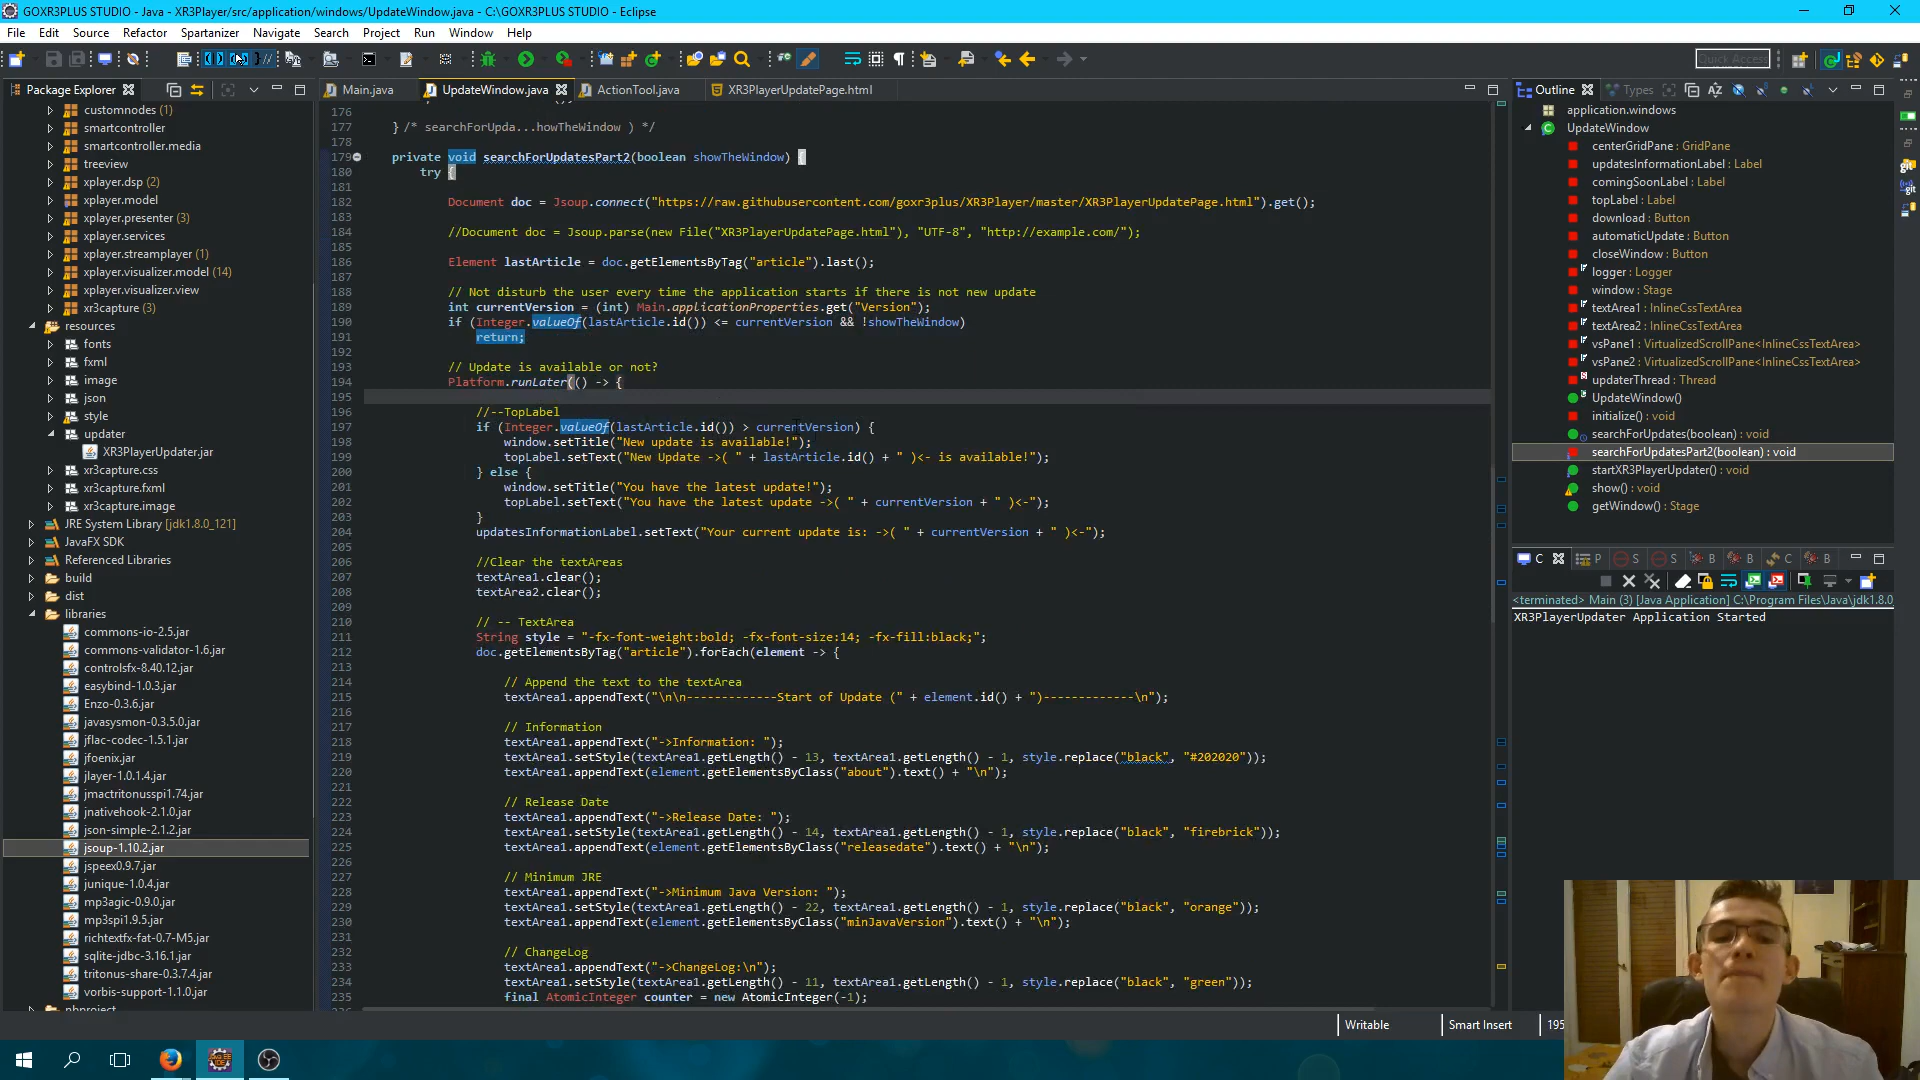 GOXR3PLUS STUDIO - Java - XR3Player/src/application/windows/UpdateWindow.java - C:\GOXR3PLUS STUDIO - Eclipse
File Edit Source Refactor Spartanizer Navigate Search Project Run Window Help
Quick Access
Package Explorer
customnodes (1)
smartcontroller
smartcontroller.media
treeview
xplayer.dsp (2)
xplayer.model
xplayer.presenter (3)
xplayer.services
xplayer.streamplayer (1)
xplayer.visualizer.model (14)
xplayer.visualizer.view
xr3capture (3)
resources
fonts
fxml
image
json
style
updater
XR3PlayerUpdater.jar
xr3capture.css
xr3capture.fxml
xr3capture.image
JRE System Library [jdk1.8.0_121]
JavaFX SDK
Referenced Libraries
build
dist
libraries
commons-io-2.5.jar
commons-validator-1.6.jar
controlsfx-8.40.12.jar
easybind-1.0.3.jar
Enzo-0.3.6.jar
javasysmon-0.3.5.0.jar
jflac-codec-1.5.1.jar
jfoenix.jar
jlayer-1.0.1.4.jar
jmactritonusspi1.74.jar
jnativehook-2.1.0.jar
json-simple-2.1.2.jar
jsoup-1.10.2.jar
jspeex0.9.7.jar
junique-1.0.4.jar
mp3agic-0.9.0.jar
mp3spi1.9.5.jar
richtextfx-fat-0.7-M5.jar
sqlite-jdbc-3.16.1.jar
tritonus-share-0.3.7.4.jar
vorbis-support-1.1.0.jar
nbproject
Main.java UpdateWindow.java ActionTool.java XR3PlayerUpdatePage.html
176
177 } /* searchForUpda...howTheWindow ) */
178
179 private void searchForUpdatesPart2(boolean showTheWindow) {
180 try {
181
182 Document doc = Jsoup.connect("https://raw.githubusercontent.com/goxr3plus/XR3Player/master/XR3PlayerUpdatePage.html").get();
183
184 //Document doc = Jsoup.parse(new File("XR3PlayerUpdatePage.html"), "UTF-8", "http://example.com/");
185
186 Element lastArticle = doc.getElementsByTag("article").last();
187
188 // Not disturb the user every time the application starts if there is not new update
189 int currentVersion = (int) Main.applicationProperties.get("Version");
190 if (Integer.valueOf(lastArticle.id()) <= currentVersion && !showTheWindow)
191 return;
192
193 // Update is available or not?
194 Platform.runLater(() -> {
195
196 //--TopLabel
197 if (Integer.valueOf(lastArticle.id()) > currentVersion) {
198 window.setTitle("New update is available!");
199 topLabel.setText("New Update ->( " + lastArticle.id() + " )<- is available!");
200 } else {
201 window.setTitle("You have the latest update!");
202 topLabel.setText("You have the latest update ->( " + currentVersion + " )<-");
203 }
204 updatesInformationLabel.setText("Your current update is: ->( " + currentVersion + " )<-");
205
206 //Clear the textAreas
207 textArea1.clear();
208 textArea2.clear();
209
210 // -- TextArea
211 String style = "-fx-font-weight:bold; -fx-font-size:14; -fx-fill:black;";
212 doc.getElementsByTag("article").forEach(element -> {
213
214 // Append the text to the textArea
215 textArea1.appendText("\n\n-------------Start of Update (" + element.id() + ")-------------\n");
216
217 // Information
218 textArea1.appendText("->Information: ");
219 textArea1.setStyle(textArea1.getLength() - 13, textArea1.getLength() - 1, style.replace("black", "#202020"));
220 textArea1.appendText(element.getElementsByClass("about").text() + "\n");
221
222 // Release Date
223 textArea1.appendText("->Release Date: ");
224 textArea1.setStyle(textArea1.getLength() - 14, textArea1.getLength() - 1, style.replace("black", "firebrick"));
225 textArea1.appendText(element.getElementsByClass("releasedate").text() + "\n");
226
227 // Minimum JRE
228 textArea1.appendText("->Minimum Java Version: ");
229 textArea1.setStyle(textArea1.getLength() - 22, textArea1.getLength() - 1, style.replace("black", "orange"));
230 textArea1.appendText(element.getElementsByClass("minJavaVersion").text() + "\n");
231
232 // ChangeLog
233 textArea1.appendText("->ChangeLog:\n");
234 textArea1.setStyle(textArea1.getLength() - 11, textArea1.getLength() - 1, style.replace("black", "green"));
235 final AtomicInteger counter = new AtomicInteger(-1);
Outline Types
application.windows
UpdateWindow
centerGridPane : GridPane
updatesInformationLabel : Label
comingSoonLabel : Label
topLabel : Label
download : Button
automaticUpdate : Button
closeWindow : Button
logger : Logger
window : Stage
textArea1 : InlineCssTextArea
textArea2 : InlineCssTextArea
vsPane1 : VirtualizedScrollPane<InlineCssTextArea>
vsPane2 : VirtualizedScrollPane<InlineCssTextArea>
updaterThread : Thread
UpdateWindow()
initialize() : void
searchForUpdates(boolean) : void
searchForUpdatesPart2(boolean) : void
startXR3PlayerUpdater() : void
show() : void
getWindow() : Stage
C P S S B B C B
<terminated> Main (3) [Java Application] C:\Program Files\Java\jdk1.8.0
XR3PlayerUpdater Application Started
Writable Smart Insert 195